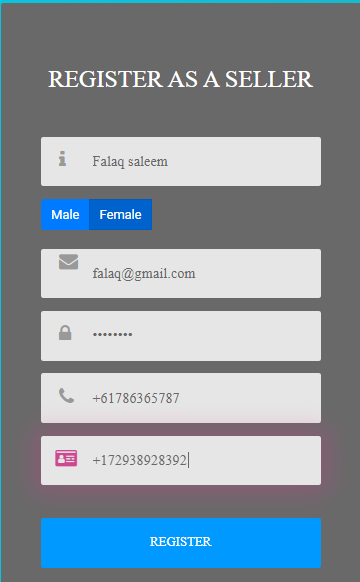 REGISTER AS A SELLER
Falaq saleem
Male Female
falaq@gmail.com
••••••••
+61786365787
+172938928392
REGISTER